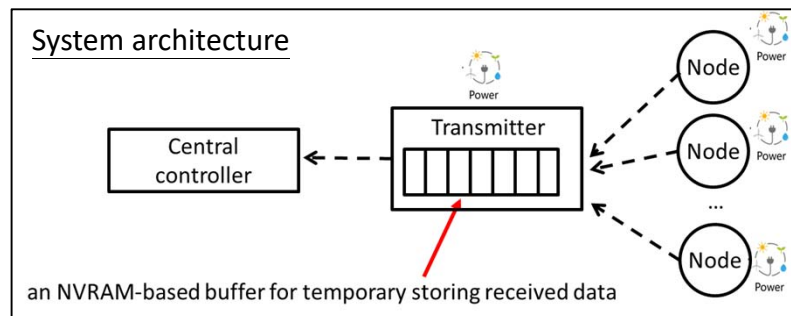 System architecture
Power
Node
Power
Transmitter
Central
controller
Node
Power
...
Node
Power
an NVRAM-based buffer for temporary storing received data